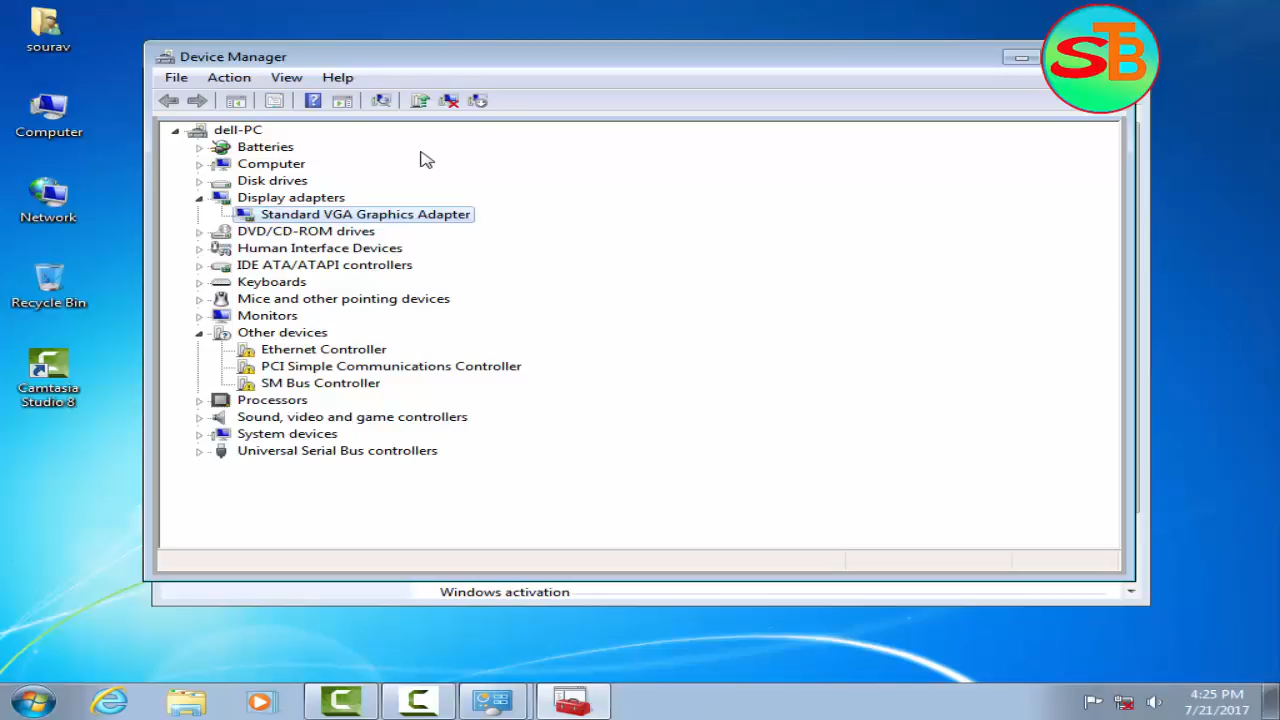 sourav
Computer
Network
Recycle Bin
Camtasia
Studio 8
Device Manager
File Action View Help
dell-PC
Batteries
Computer
Disk drives
Display adapters
Standard VGA Graphics Adapter
DVD/CD-ROM drives
Human Interface Devices
IDE ATA/ATAPI controllers
Keyboards
Mice and other pointing devices
Monitors
Other devices
Ethernet Controller
PCI Simple Communications Controller
SM Bus Controller
Processors
Sound, video and game controllers
System devices
Universal Serial Bus controllers
Windows activation
STB
4:25 PM
7/21/2017